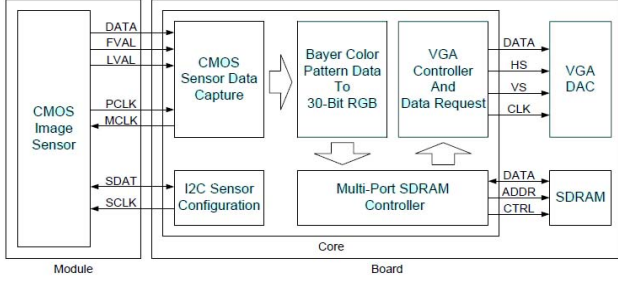 CMOS
Image
Sensor
DATA
FVAL
LVAL
PCLK
MCLK
SDAT
SCLK
CMOS
Sensor Data
Capture
I2C Sensor
Configuration
Bayer Color
Pattern Data
To
30-Bit RGB
VGA
Controller
And
Data Request
Multi-Port SDRAM
Controller
DATA
HS
VS
CLK
VGA
DAC
DATA
ADDR
CTRL
SDRAM
Core
Module
Board